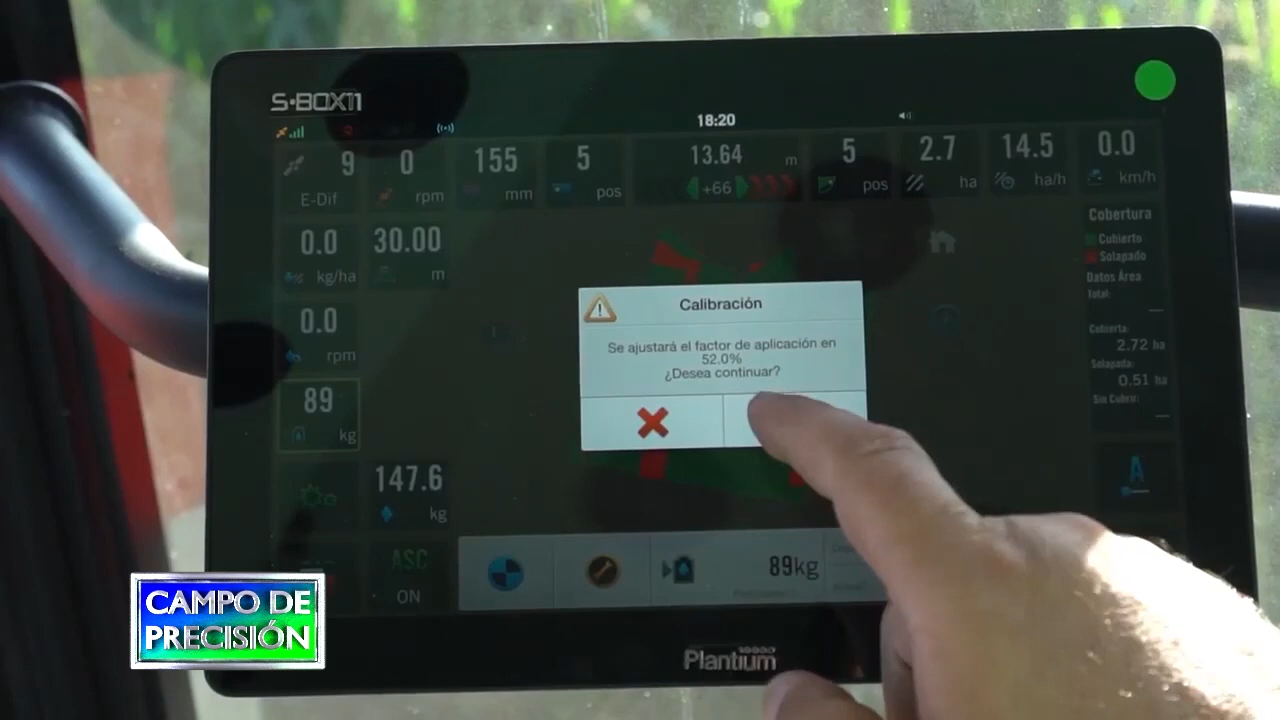 S-BOX11
18:20
9
E-Dif
0
rpm
155
mm
5
pos
13.64 m
+66
5
pos
2.7
ha
14.5
ha/h
0.0
km/h
0.0
kg/ha
30.00
m
0.0
rpm
89
kg
147.6
kg
ASC
ON
Calibración
Se ajustará el factor de aplicación en
52.0%
¿Desea continuar?
89kg
Cobertura
Cubierto
Solapado
Datos Área
Total:
Cubierta:
2.72 ha
Solapada:
0.51 ha
Sin Cubrir:
A
Plantium
CAMPO DE
PRECISIÓN